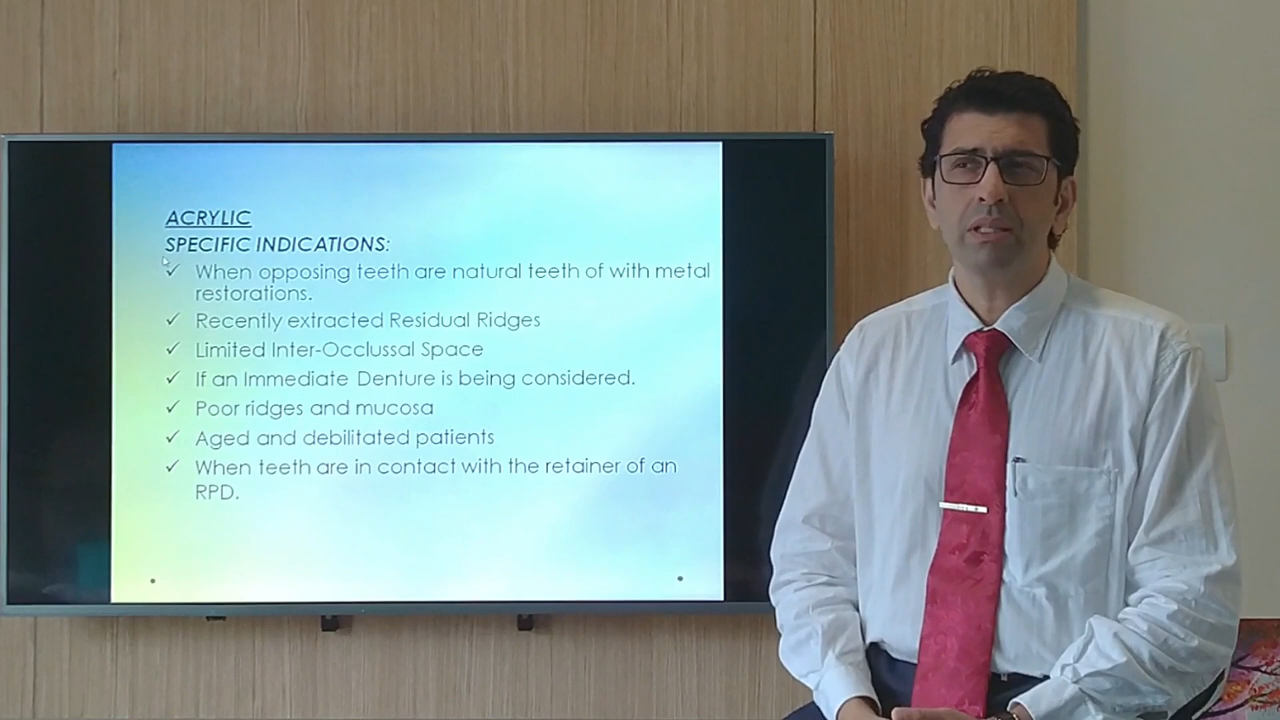 ACRYLIC
SPECIFIC INDICATIONS:
✓ When opposing teeth are natural teeth of with metal
restorations.
✓ Recently extracted Residual Ridges
✓ Limited Inter-Occlussal Space
✓ If an Immediate Denture is being considered.
✓ Poor ridges and mucosa
✓ Aged and debilitated patients
✓ When teeth are in contact with the retainer of an
RPD.